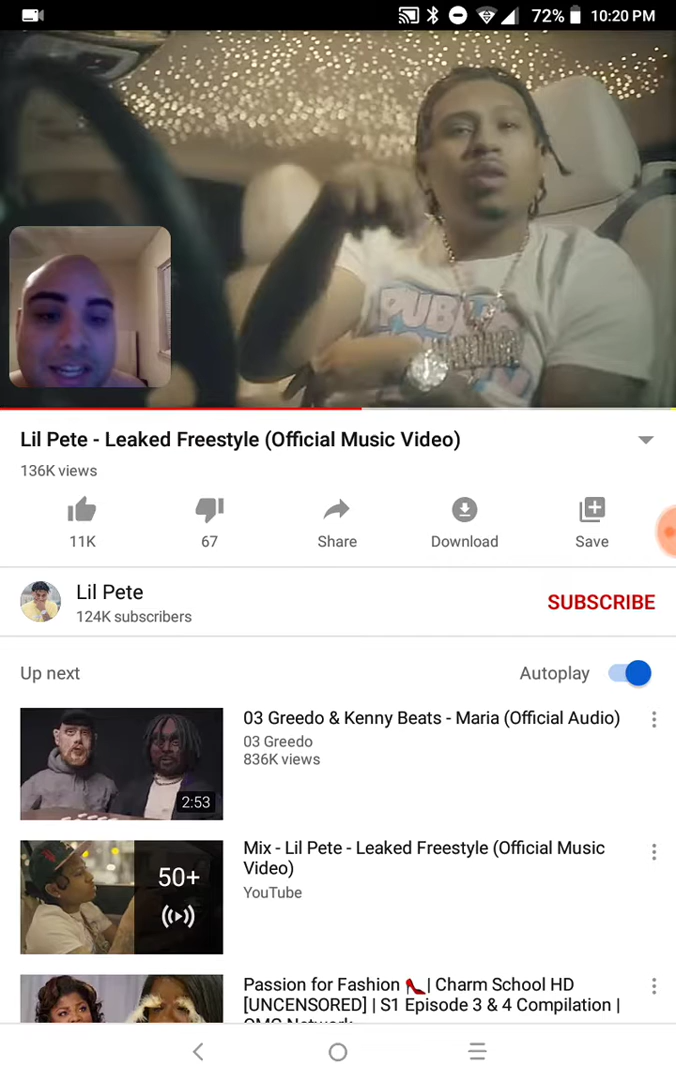 72% 10:20 PM
PUBLIC
Lil Pete - Leaked Freestyle (Official Music Video)
136K views
11K
67
Share
Download
Save
Lil Pete
124K subscribers
SUBSCRIBE
Up next
Autoplay
03 Greedo & Kenny Beats - Maria (Official Audio)
03 Greedo
836K views
2:53
Mix - Lil Pete - Leaked Freestyle (Official Music
Video)
YouTube
50+
Passion for Fashion 👠| Charm School HD
[UNCENSORED] | S1 Episode 3 & 4 Compilation |
OMG Network